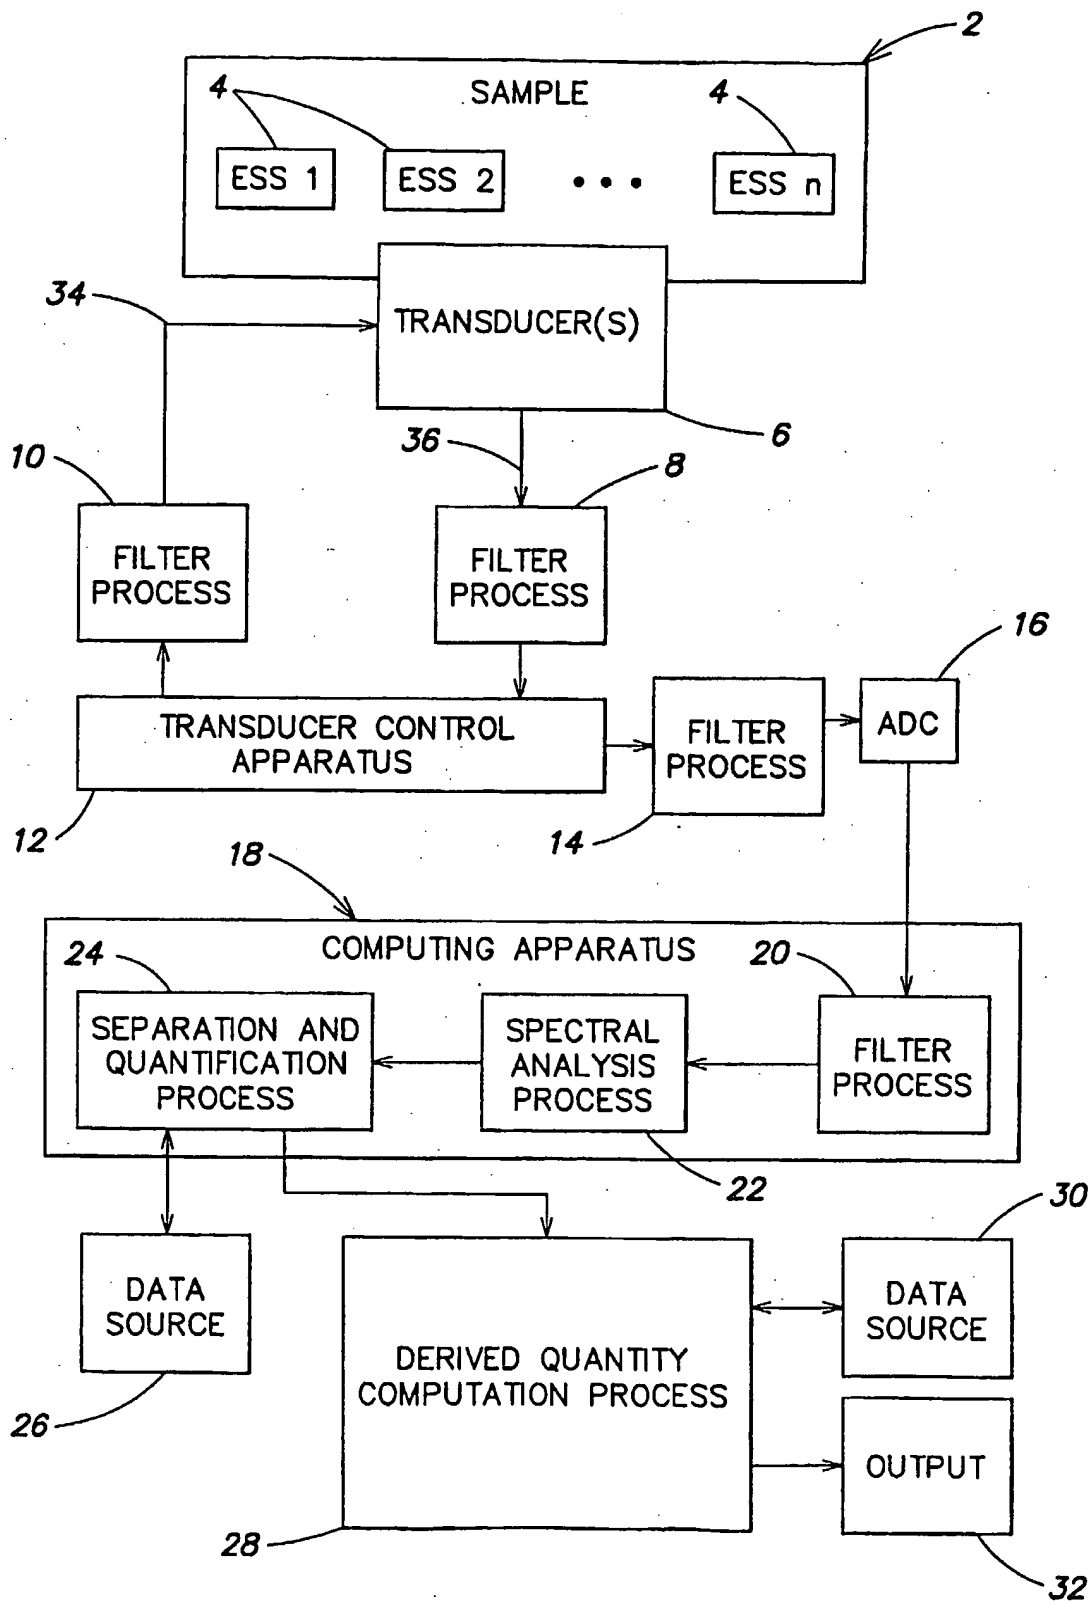 2
SAMPLE
4
4
ESS 1
ESS 2
• • •
ESS n
34
TRANSDUCER(S)
6
36
10
8
FILTER
PROCESS
FILTER
PROCESS
16
TRANSDUCER CONTROL
APPARATUS
FILTER
PROCESS
ADC
12
14
18
COMPUTING APPARATUS
24
20
SEPARATION AND
QUANTIFICATION
PROCESS
SPECTRAL
ANALYSIS
PROCESS
FILTER
PROCESS
22
30
DATA
SOURCE
DERIVED QUANTITY
COMPUTATION PROCESS
DATA
SOURCE
26
OUTPUT
28
32